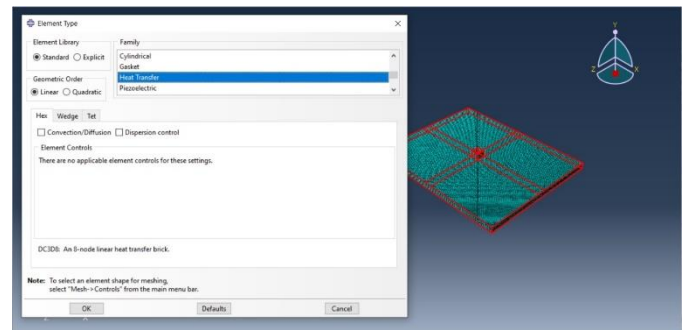 Element Type
Element Library
Family
Standard Explicit
Cylindrical
Gasket
Heat Transfer
Piezoelectric
Geometric Order
Linear Quadratic
Hex Wedge Tet
Convection/Diffusion Dispersion control
Element Controls
There are no applicable element controls for these settings.
DC3D8: An 8-node linear heat transfer brick.
Note: To select an element shape for meshing,
select "Mesh->Controls" from the main menu bar.
OK Defaults Cancel
Y
Z X